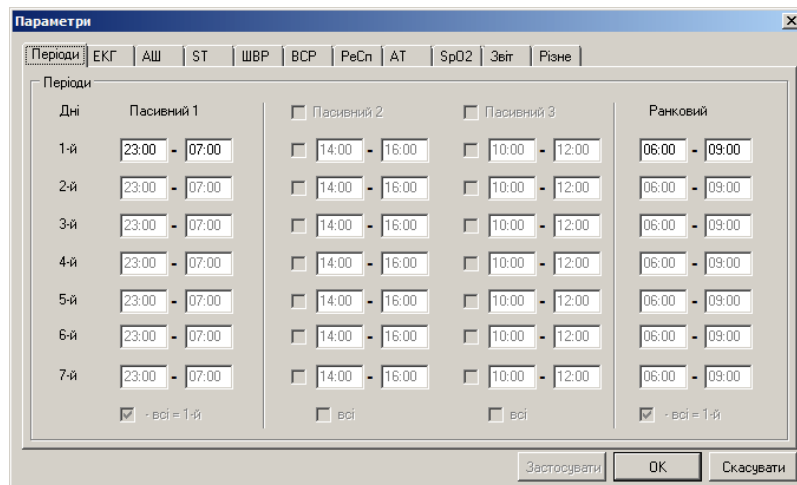 Параметри
Періоди ЕКГ АШ ST ШВР ВСР РеСп АТ SpO2 Звіт Різне
Періоди
Дні Пасивний 1 Пасивний 2 Пасивний 3 Ранковий
1-й 23:00 - 07:00 14:00 - 16:00 10:00 - 12:00 06:00 - 09:00
2-й 23:00 - 07:00 14:00 - 16:00 10:00 - 12:00 06:00 - 09:00
3-й 23:00 - 07:00 14:00 - 16:00 10:00 - 12:00 06:00 - 09:00
4-й 23:00 - 07:00 14:00 - 16:00 10:00 - 12:00 06:00 - 09:00
5-й 23:00 - 07:00 14:00 - 16:00 10:00 - 12:00 06:00 - 09:00
6-й 23:00 - 07:00 14:00 - 16:00 10:00 - 12:00 06:00 - 09:00
7-й 23:00 - 07:00 14:00 - 16:00 10:00 - 12:00 06:00 - 09:00
- всі = 1-й всі всі - всі = 1-й
Застосувати OK Скасувати